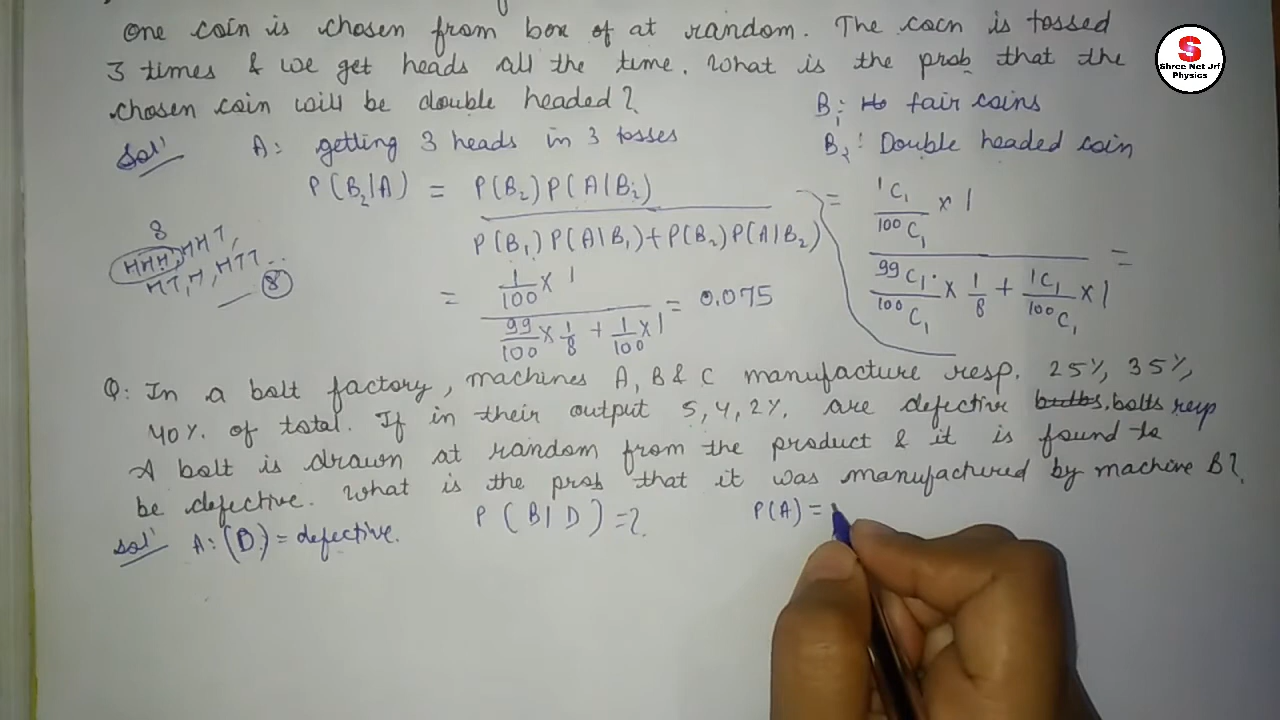 One coin is chosen from box of at random. The coin is tossed
3 times & we get heads all the time. What is the prob that the
chosen coin will be double headed?
B1: fair coins
Sol' A: getting 3 heads in 3 tosses
B2: Double headed coin
P(B2|A) = P(B2)P(A|B2) / P(B1)P(A|B1)+P(B2)P(A|B2)
= 1C1/100C1 × 1 / 99C1/100C1 × 1/8 + 1C1/100C1 × 1 =
8
HHH, HHT,
HT, H, HTT...
8
= 1/100 × 1 / 99/100 × 1/8 + 1/100 × 1 = 0.075
Q: In a bolt factory, machines A, B & C manufacture resp. 25%, 35%,
40%. of total. If in their output 5, 4, 2%. are defective bolts resp
A bolt is drawn at random from the product & it is found to
be defective. What is the prob that it was manufactured by machine B?
Sol' A: (D) = defective. P(B|D) = ? P(A) =
S
Shree Net Jrf
Physics